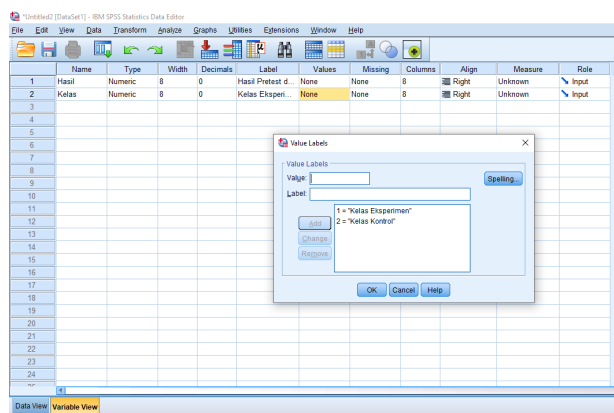 *Untitled2 [DataSet1] - IBM SPSS Statistics Data Editor
File Edit View Data Transform Analyze Graphs Utilities Extensions Window Help
Name Type Width Decimals Label Values Missing Columns Align Measure Role
1 Hasil Numeric 8 0 Hasil Pretest d... None None 8 Right Unknown Input
2 Kelas Numeric 8 0 Kelas Eksperi... None None 8 Right Unknown Input
3
4
5
6
7
8
9
10
11
12
13
14
15
16
17
18
19
20
21
22
23
24
Value Labels
Value Labels
Value:
Spelling...
Label:
1 = "Kelas Eksperimen"
2 = "Kelas Kontrol"
Add
Change
Remove
OK Cancel Help
Data View Variable View